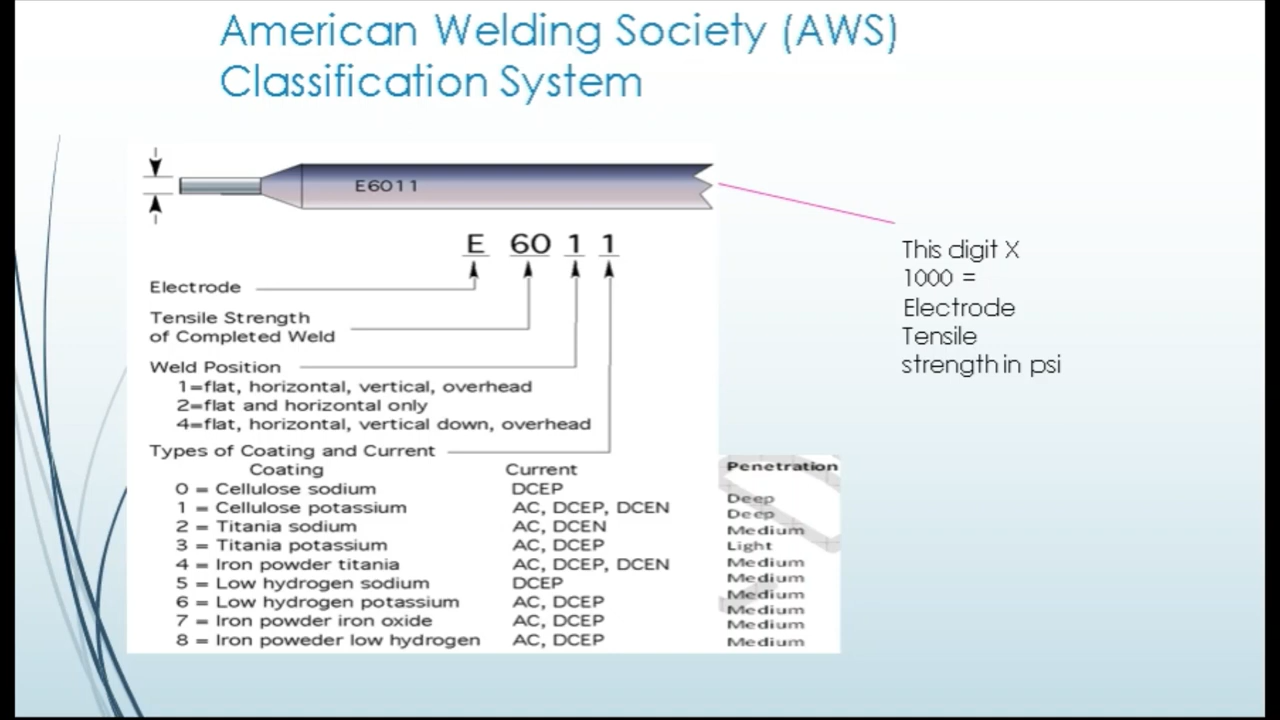 American Welding Society (AWS)
Classification System
E6011
E 60 1 1
Electrode
Tensile Strength
of Completed Weld
Weld Position
1=flat, horizontal, vertical, overhead
2=flat and horizontal only
4=flat, horizontal, vertical down, overhead
Types of Coating and Current
Coating Current Penetration
0 = Cellulose sodium DCEP Deep
1 = Cellulose potassium AC, DCEP, DCEN Deep
2 = Titania sodium AC, DCEN Medium
3 = Titania potassium AC, DCEP Light
4 = Iron powder titania AC, DCEP, DCEN Medium
5 = Low hydrogen sodium DCEP Medium
6 = Low hydrogen potassium AC, DCEP Medium
7 = Iron powder iron oxide AC, DCEP Medium
Medium
8 = Iron poweder low hydrogen AC, DCEP Medium
This digit X
1000 =
Electrode
Tensile
strength in psi